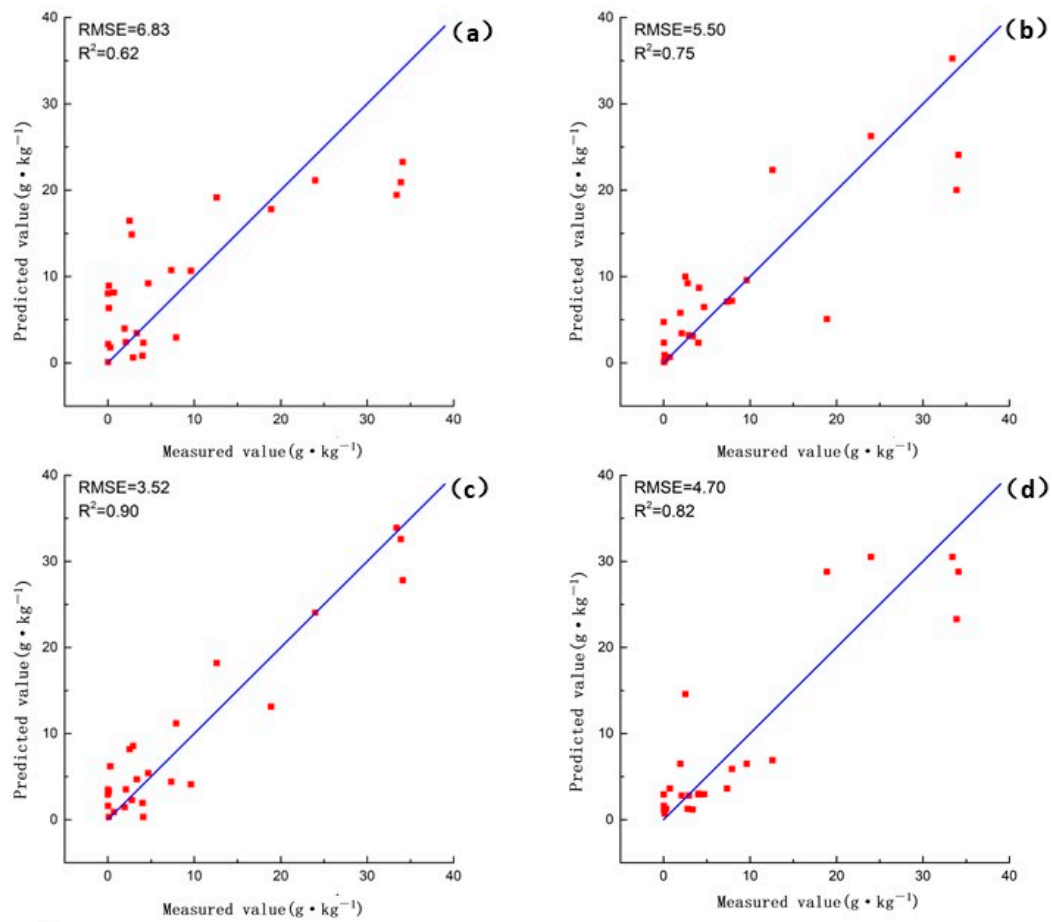 RMSE=6.83
R²=0.62
(a)
40
30
20
10
0
Predicted value(g·kg⁻¹)
0 10 20 30 40
Measured value(g·kg⁻¹)
RMSE=5.50
R²=0.75
(b)
40
30
20
10
0
Predicted value(g·kg⁻¹)
0 10 20 30 40
Measured value(g·kg⁻¹)
RMSE=3.52
R²=0.90
(c)
40
30
20
10
0
Predicted value(g·kg⁻¹)
0 10 20 30 40
Measured value(g·kg⁻¹)
RMSE=4.70
R²=0.82
(d)
40
30
20
10
0
Predicted value(g·kg⁻¹)
0 10 20 30 40
Measured value(g·kg⁻¹)